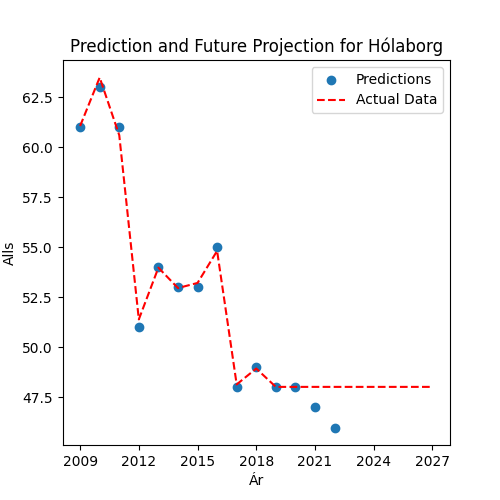 Prediction and Future Projection for Hólaborg
Predictions
Actual Data
62.5
60.0
57.5
55.0
52.5
50.0
47.5
Alls
2009 2012 2015 2018 2021 2024 2027
Ár